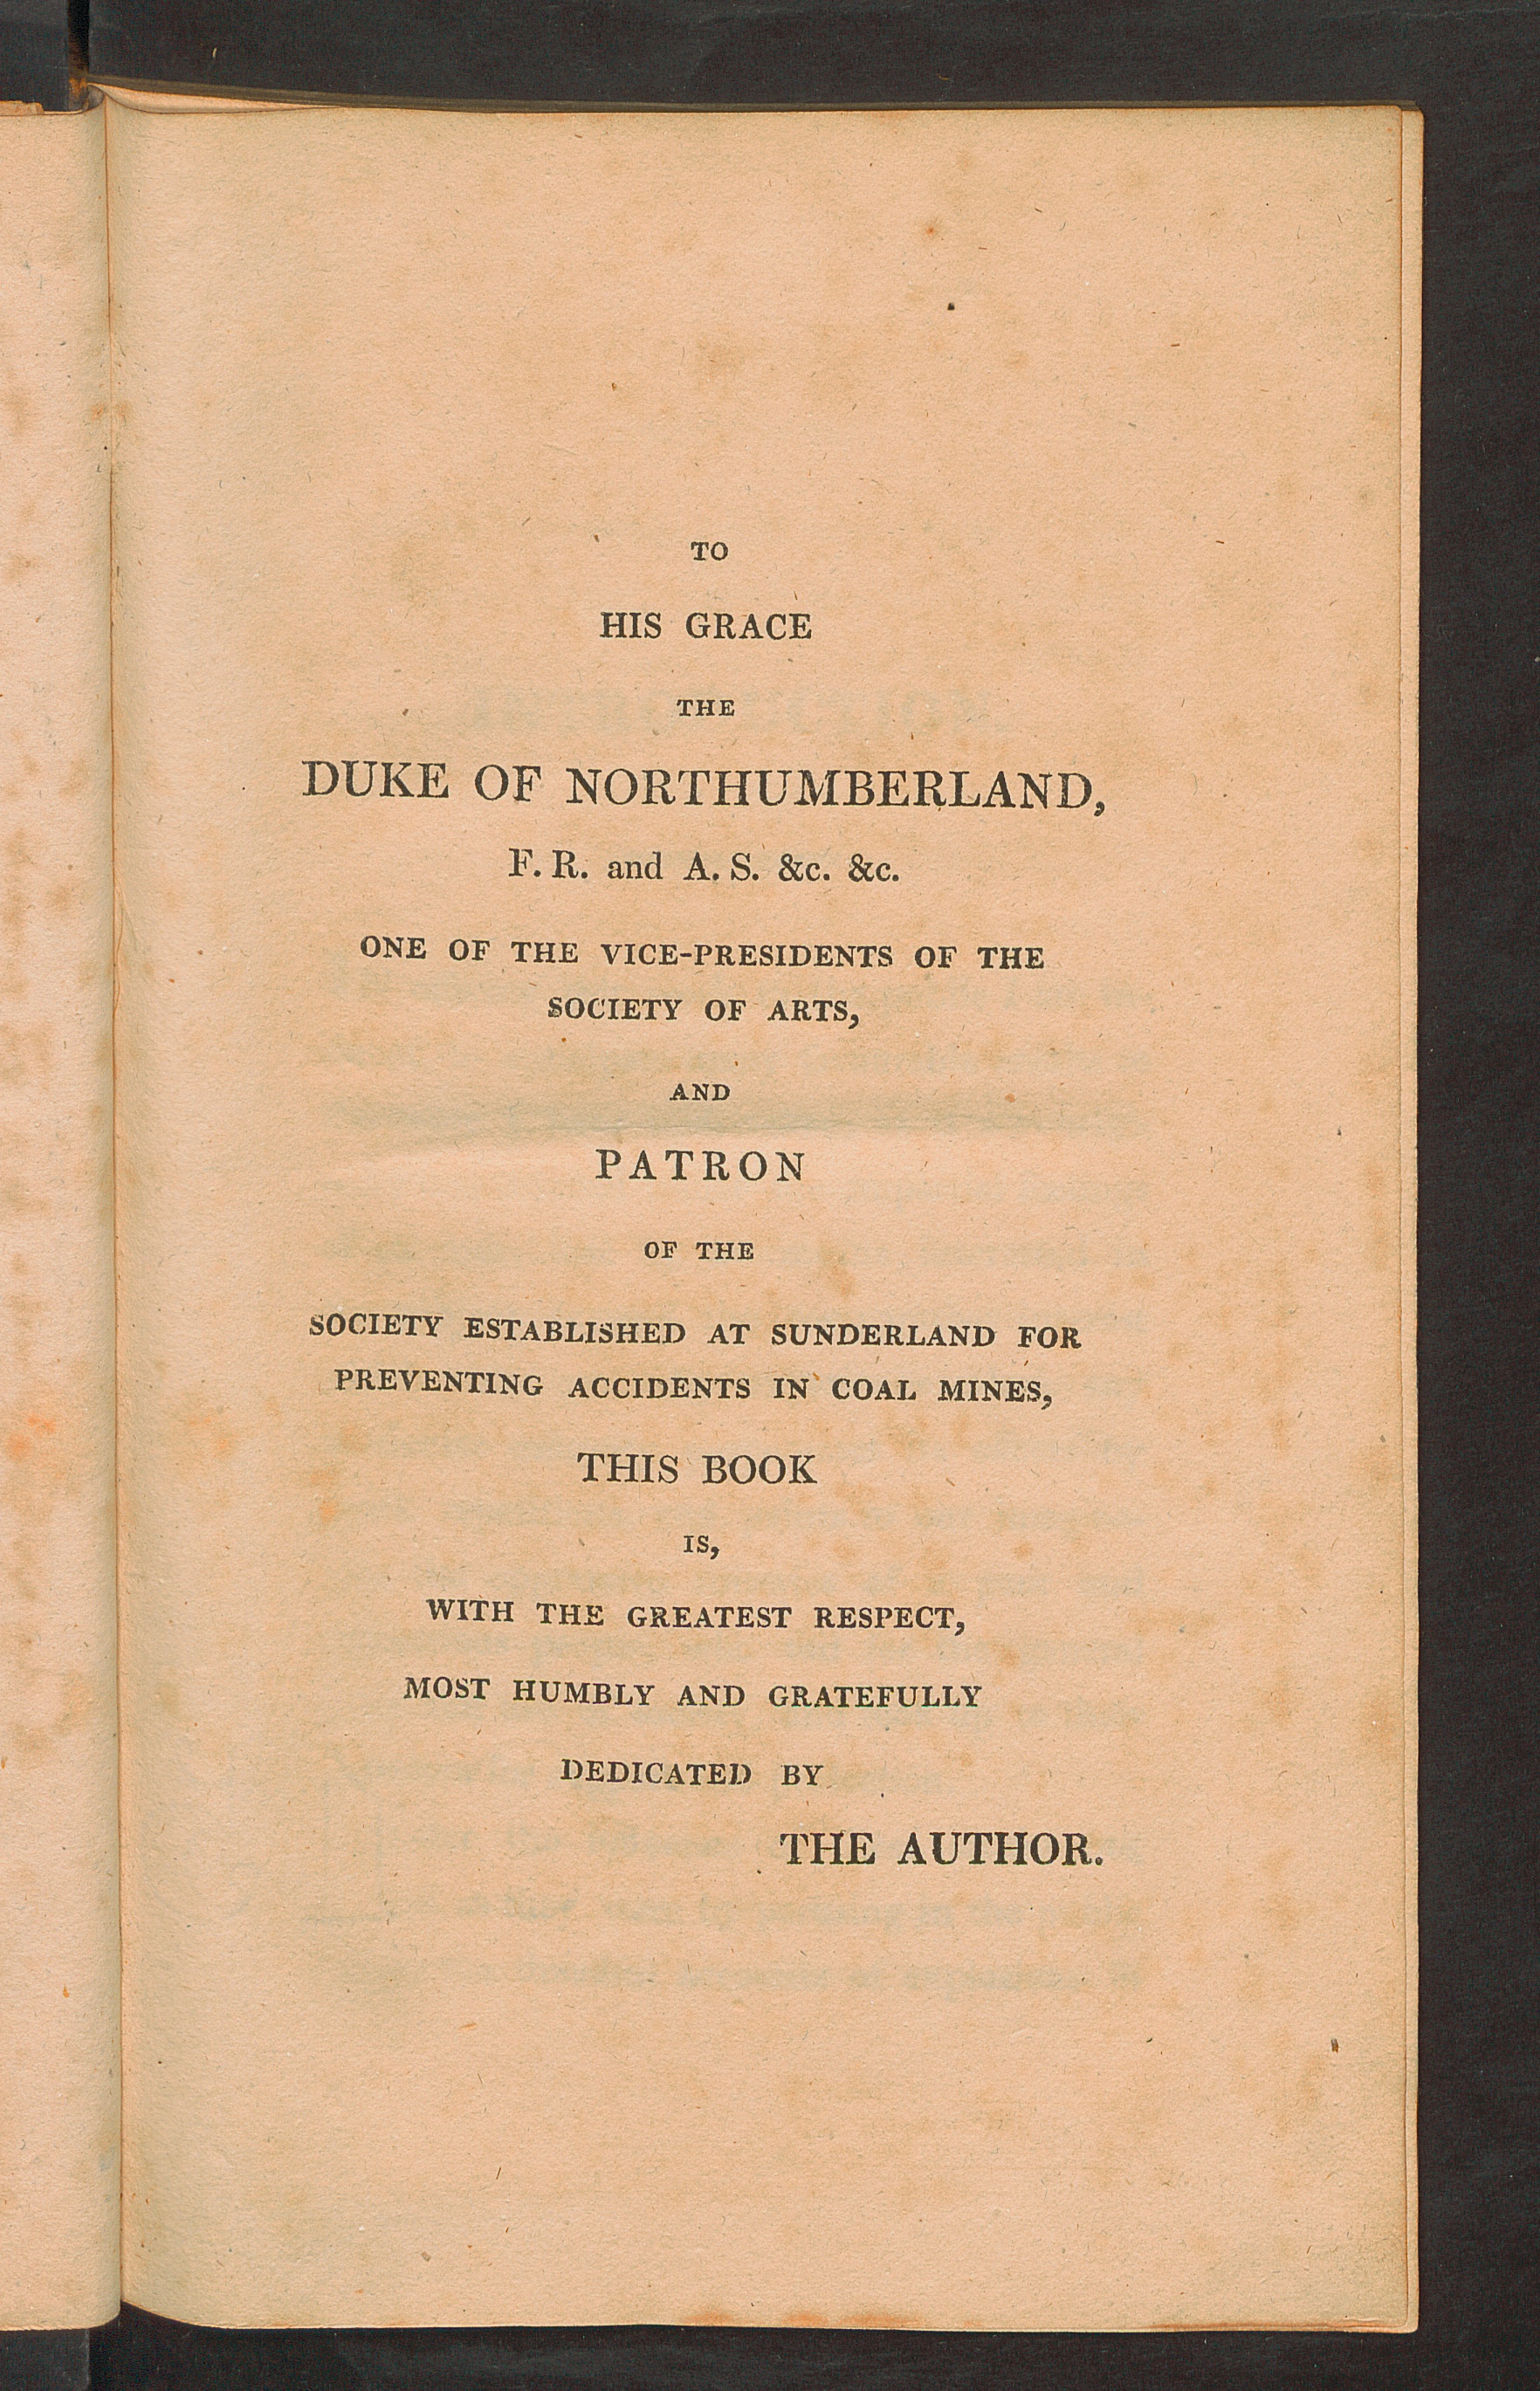 TO
HIS GRACE
THE
DUKE OF NORTHUMBERLAND,
F. R. and A. S. &c. &c.
ONE OF THE VICE-PRESIDENTS OF THE
SOCIETY OF ARTS,
AND
PATRON
OF THE
SOCIETY ESTABLISHED AT SUNDERLAND FOR
PREVENTING ACCIDENTS IN COAL MINES,
THIS BOOK
IS,
WITH THE GREATEST RESPECT,
MOST HUMBLY AND GRATEFULLY
DEDICATED BY
THE AUTHOR.